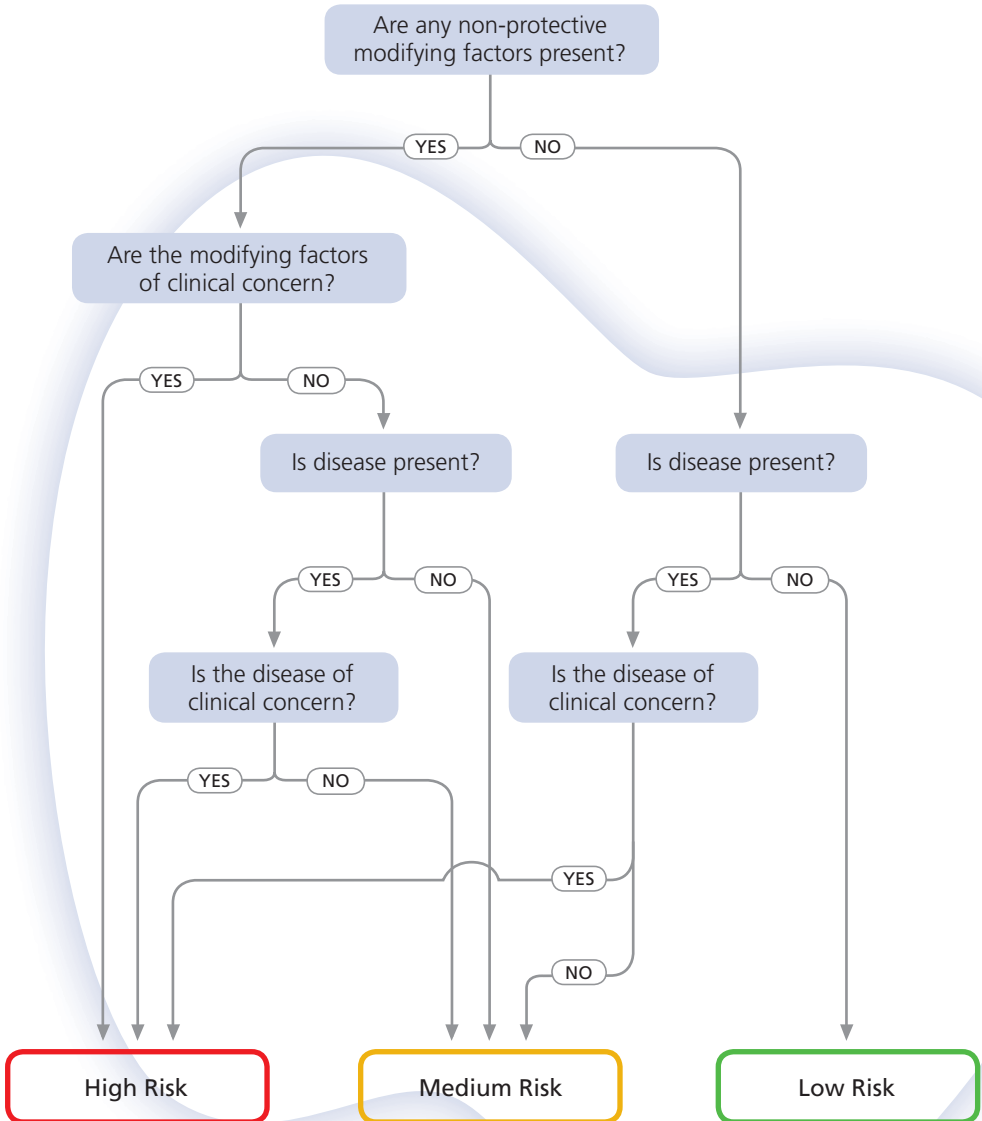 Are any non-protective
modifying factors present?
YES
NO
Are the modifying factors
of clinical concern?
YES
NO
Is disease present?
Is disease present?
YES
NO
YES
NO
Is the disease of
clinical concern?
Is the disease of
clinical concern?
YES
NO
YES
NO
High Risk
Medium Risk
Low Risk